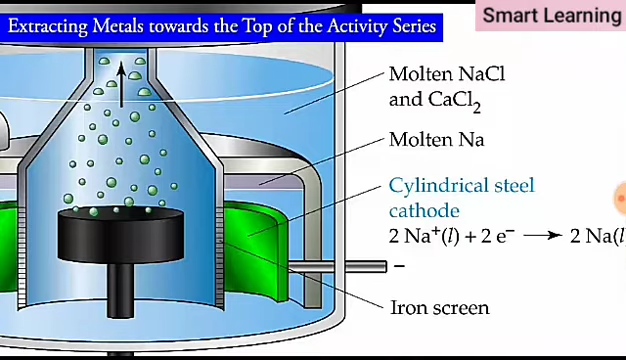 Extracting Metals towards the Top of the Activity Series
Smart Learning
Molten NaCl
and CaCl₂
Molten Na
Cylindrical steel
cathode
2 Na⁺(l) + 2 e⁻ ⟶ 2 Na(l
−
Iron screen